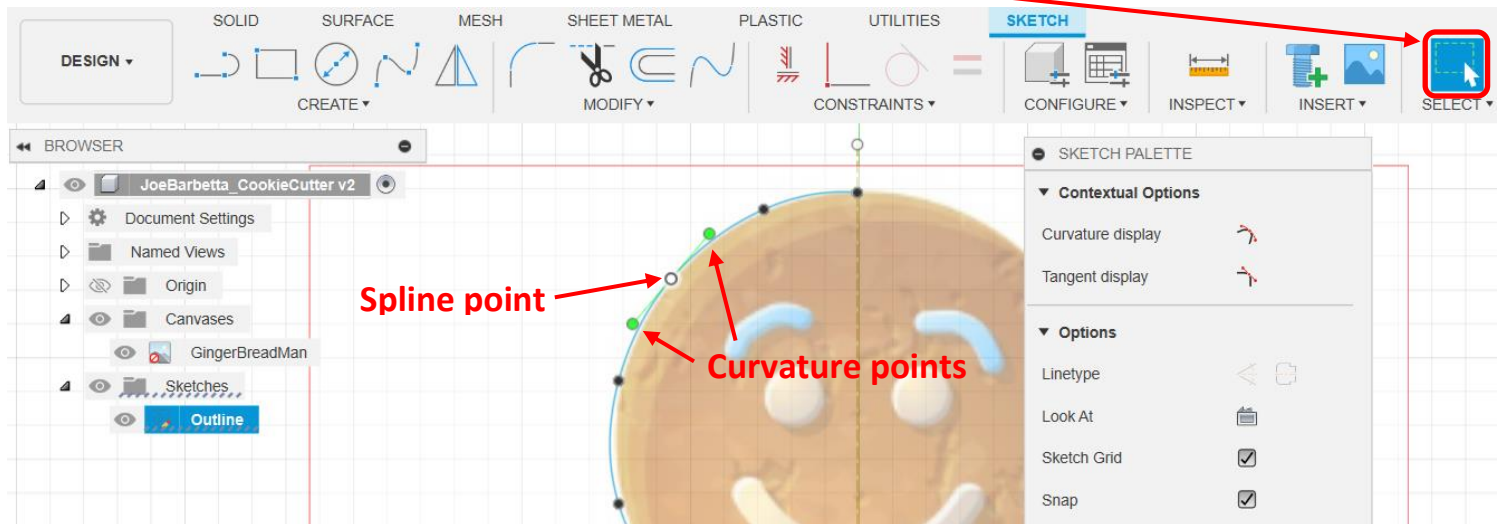 SOLID SURFACE MESH SHEET METAL PLASTIC UTILITIES SKETCH
DESIGN ▾
CREATE ▾ MODIFY ▾ CONSTRAINTS ▾ CONFIGURE ▾ INSPECT ▾ INSERT ▾ SELECT ▾
BROWSER
JoeBarbetta_CookieCutter v2
Document Settings
Named Views
Origin
Canvases
GingerBreadMan
Sketches
Outline
Spline point
Curvature points
SKETCH PALETTE
Contextual Options
Curvature display
Tangent display
Options
Linetype
Look At
Sketch Grid
Snap